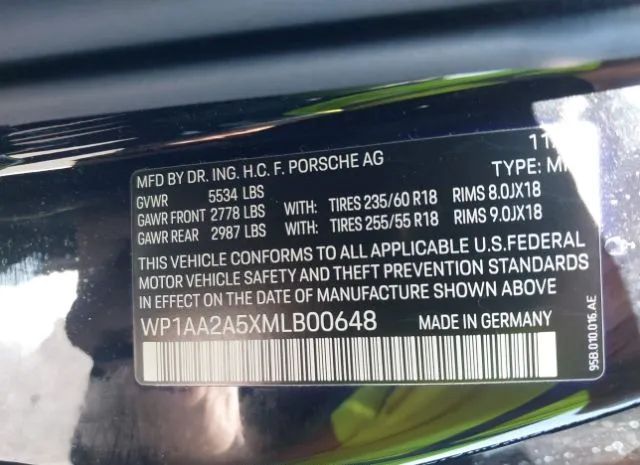 MFD BY DR. ING. H.C. F. PORSCHE AG
GVWR 5534 LBS TYPE:
GAWR FRONT 2778 LBS WITH: TIRES 235/60 R18 RIMS 8.0JX18
GAWR REAR 2987 LBS WITH: TIRES 255/55 R18 RIMS 9.0JX18
THIS VEHICLE CONFORMS TO ALL APPLICABLE U.S.FEDERAL
MOTOR VEHICLE SAFETY AND THEFT PREVENTION STANDARDS
IN EFFECT ON THE DATE OF MANUFACTURE SHOWN ABOVE.
WP1AA2A5XMLB00648 MADE IN GERMANY
95B.010.016.AE